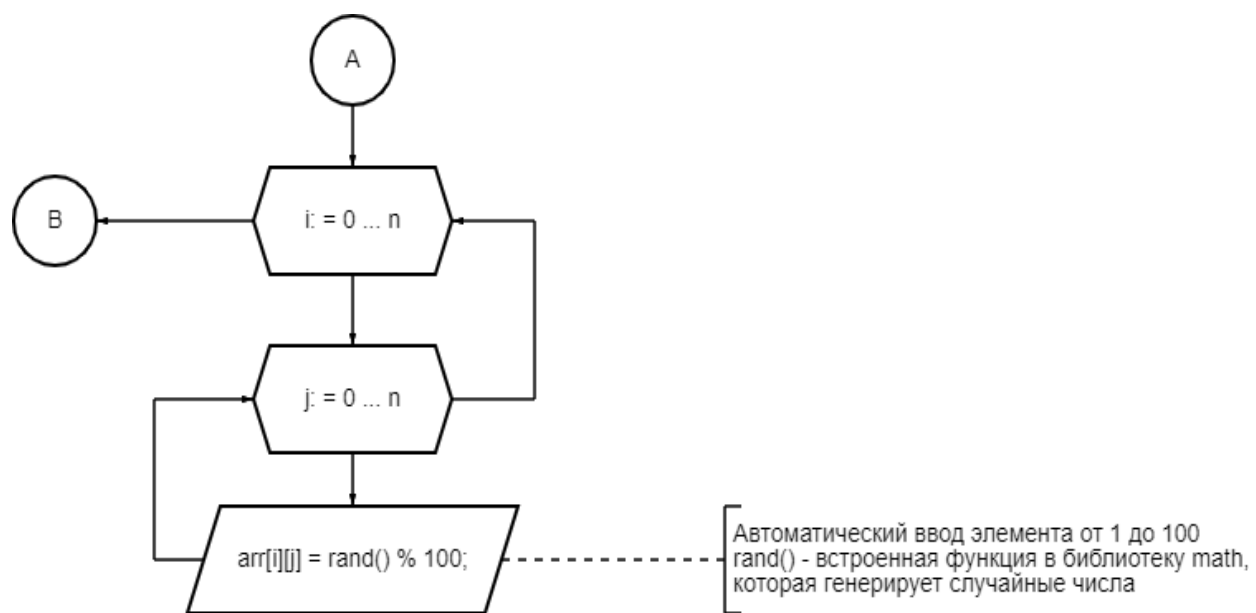 A
B
i: = 0 ... n
j: = 0 ... n
arr[i][j] = rand() % 100;
Автоматический ввод элемента от 1 до 100
rand() - встроенная функция в библиотеку math,
которая генерирует случайные числа